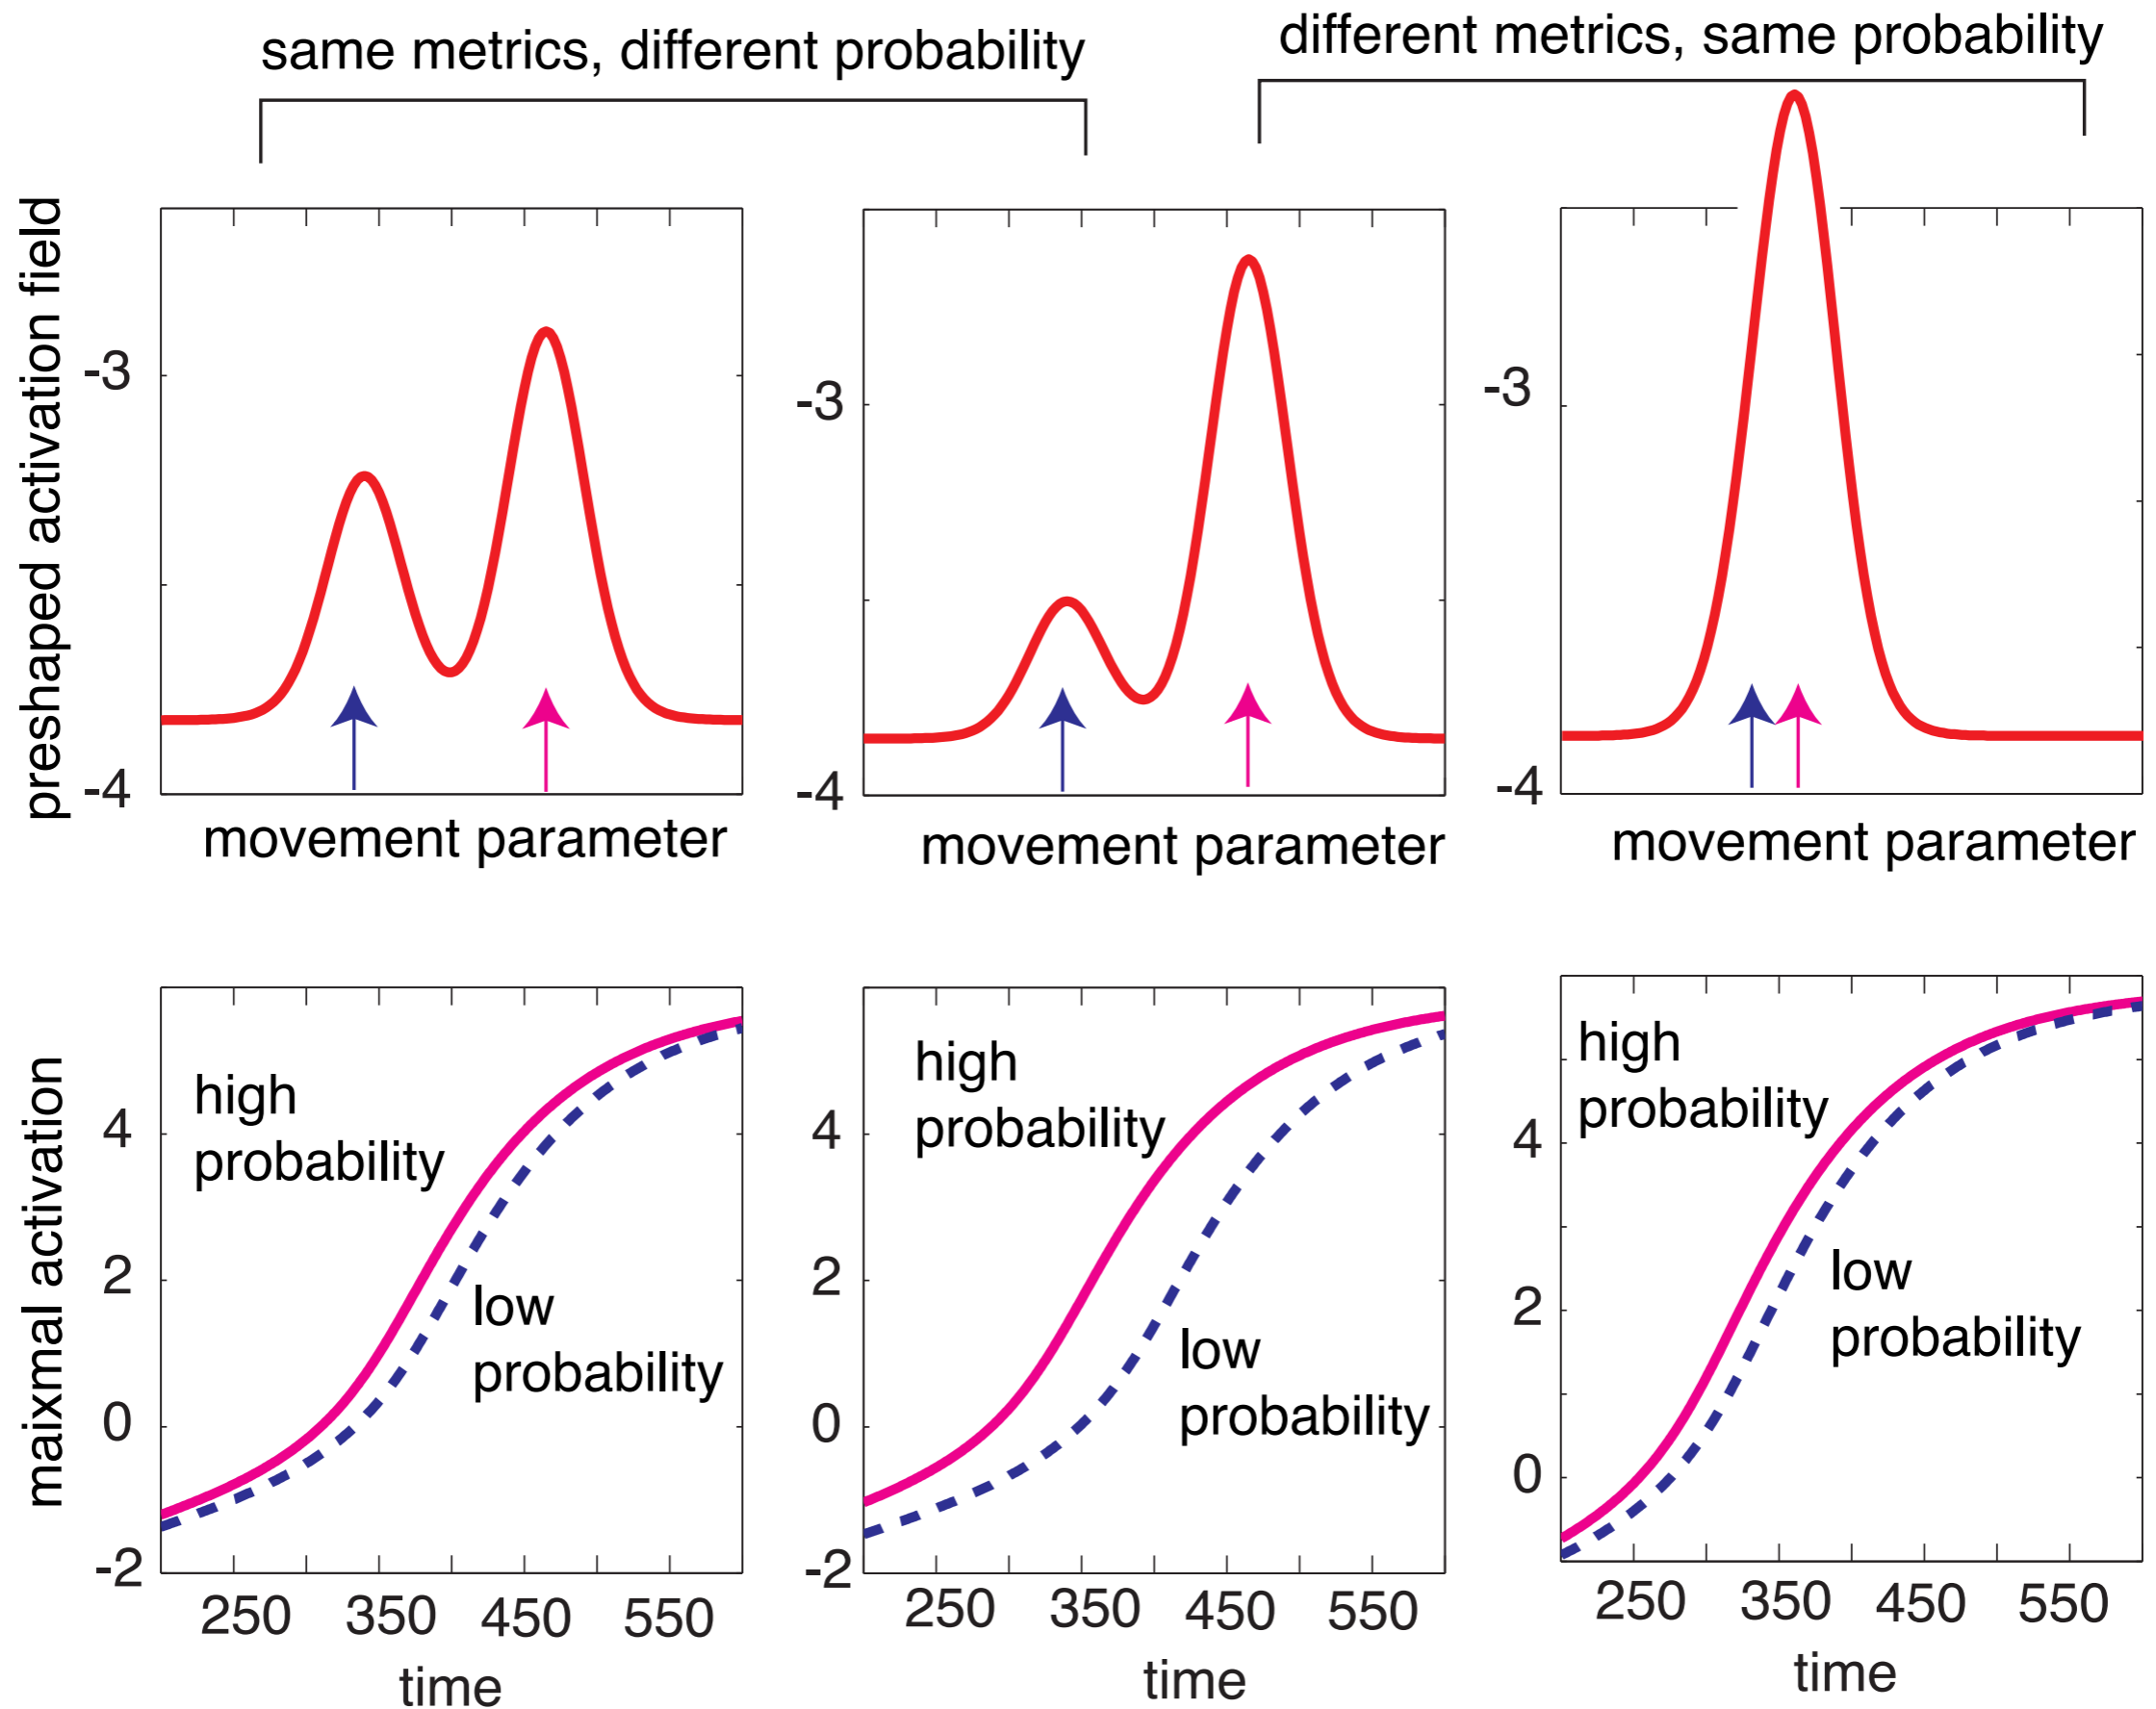 same metrics, different probability
different metrics, same probability
preshaped activation field
-3
-4
movement parameter
-3
-4
movement parameter
-3
-4
movement parameter
maixmal activation
high
probability
low
probability
4
2
0
-2
250 350 450 550
time
high
probability
low
probability
4
2
0
-2
250 350 450 550
time
high
probability
low
probability
4
2
0
250 350 450 550
time